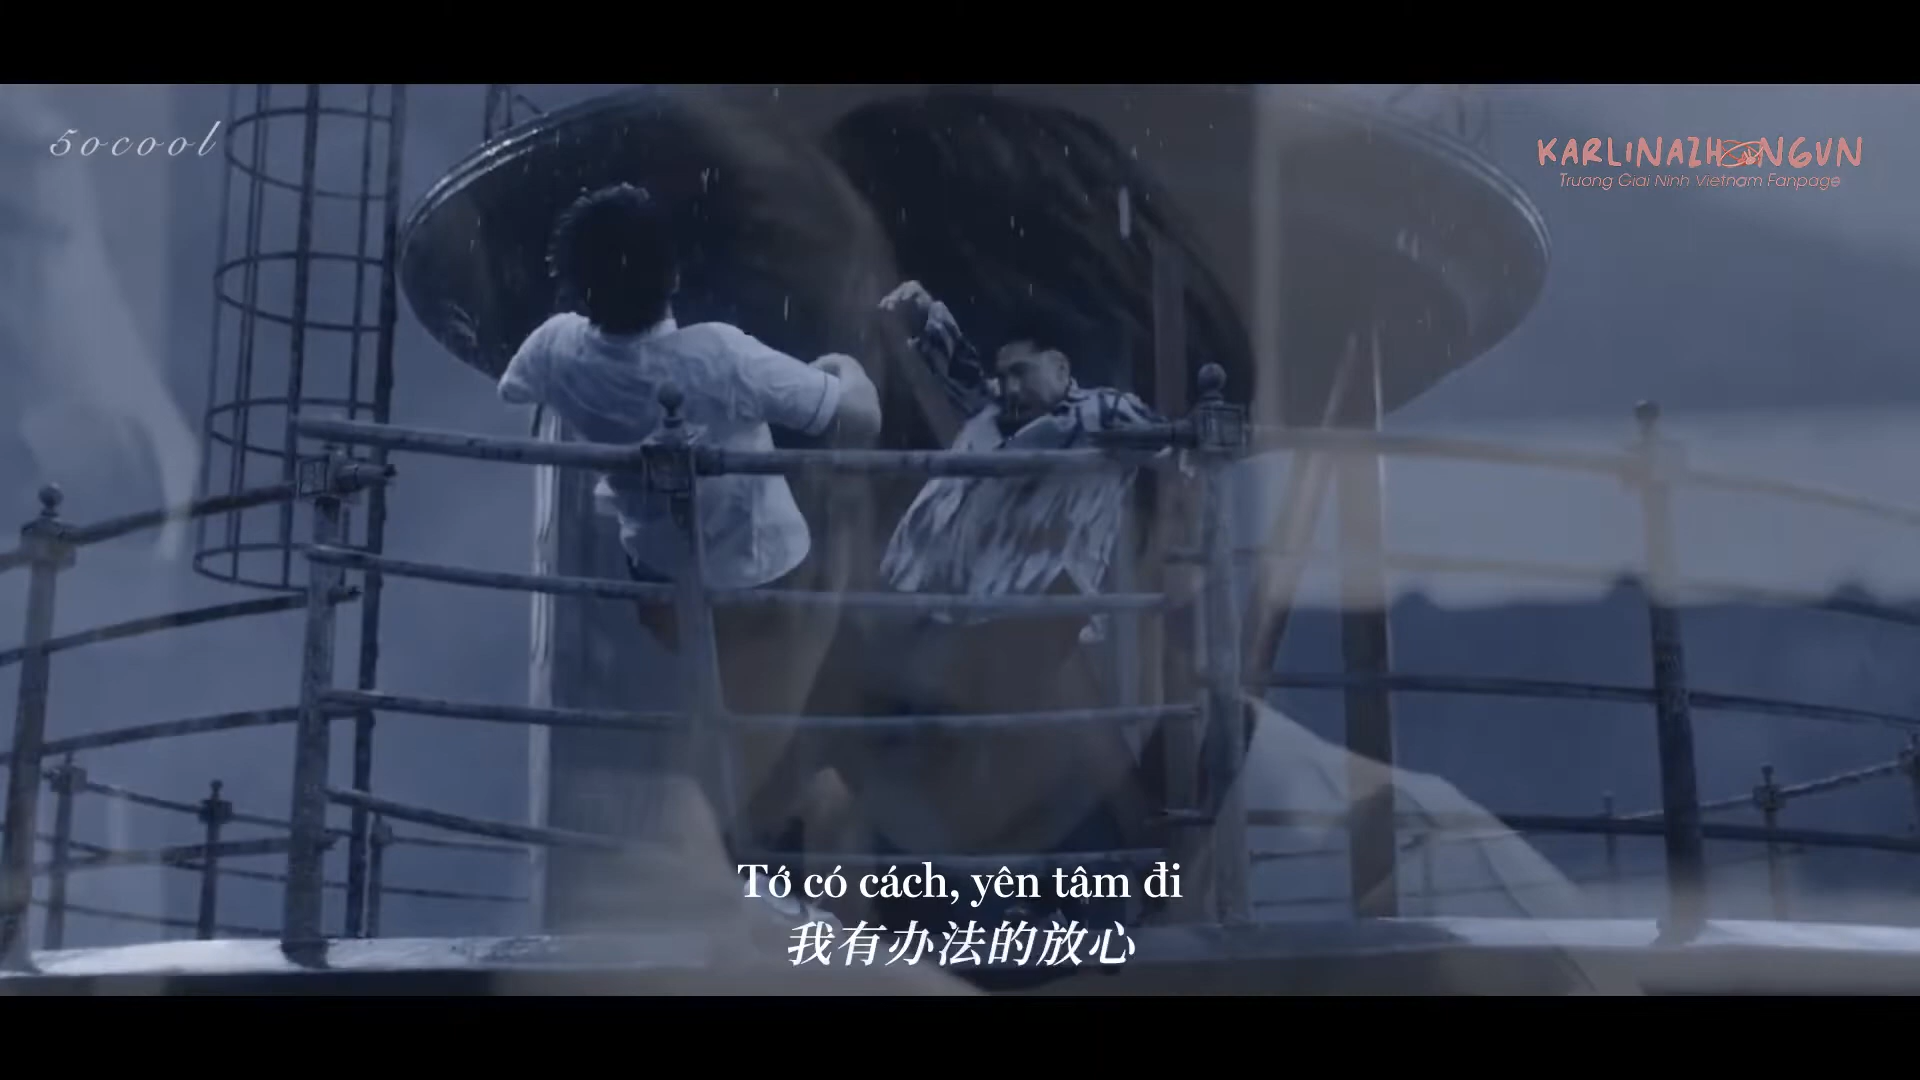 5ocool
KARLINAZHANGVN
Truong Giai Ninh Vietnam Fanpage
Tớ có cách, yên tâm đi
我有办法的放心